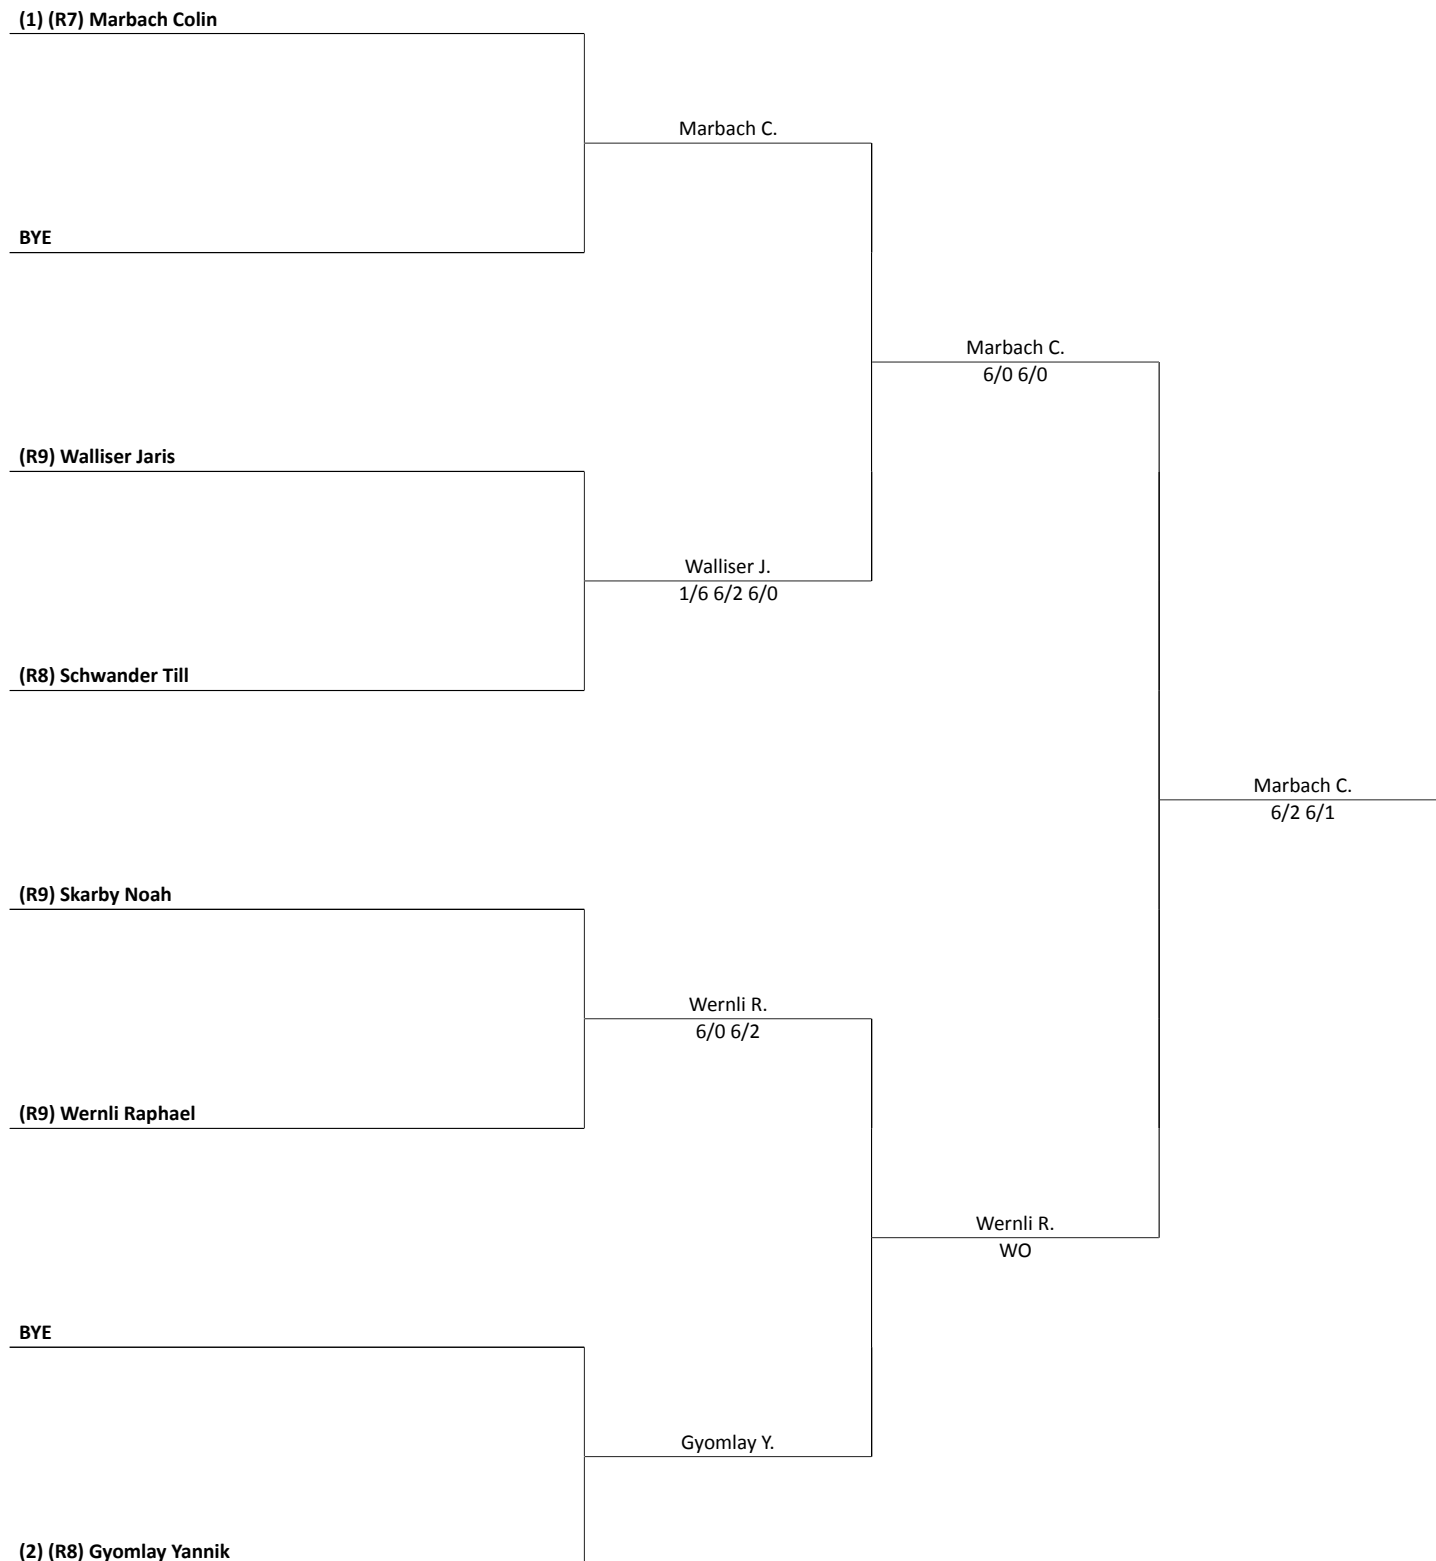 (1) (R7) Marbach Colin
Marbach C.
BYE
Marbach C.
6/0 6/0
(R9) Walliser Jaris
Walliser J.
1/6 6/2 6/0
(R8) Schwander Till
Marbach C.
6/2 6/1
(R9) Skarby Noah
Wernli R.
6/0 6/2
(R9) Wernli Raphael
Wernli R.
WO
BYE
Gyomlay Y.
(2) (R8) Gyomlay Yannik